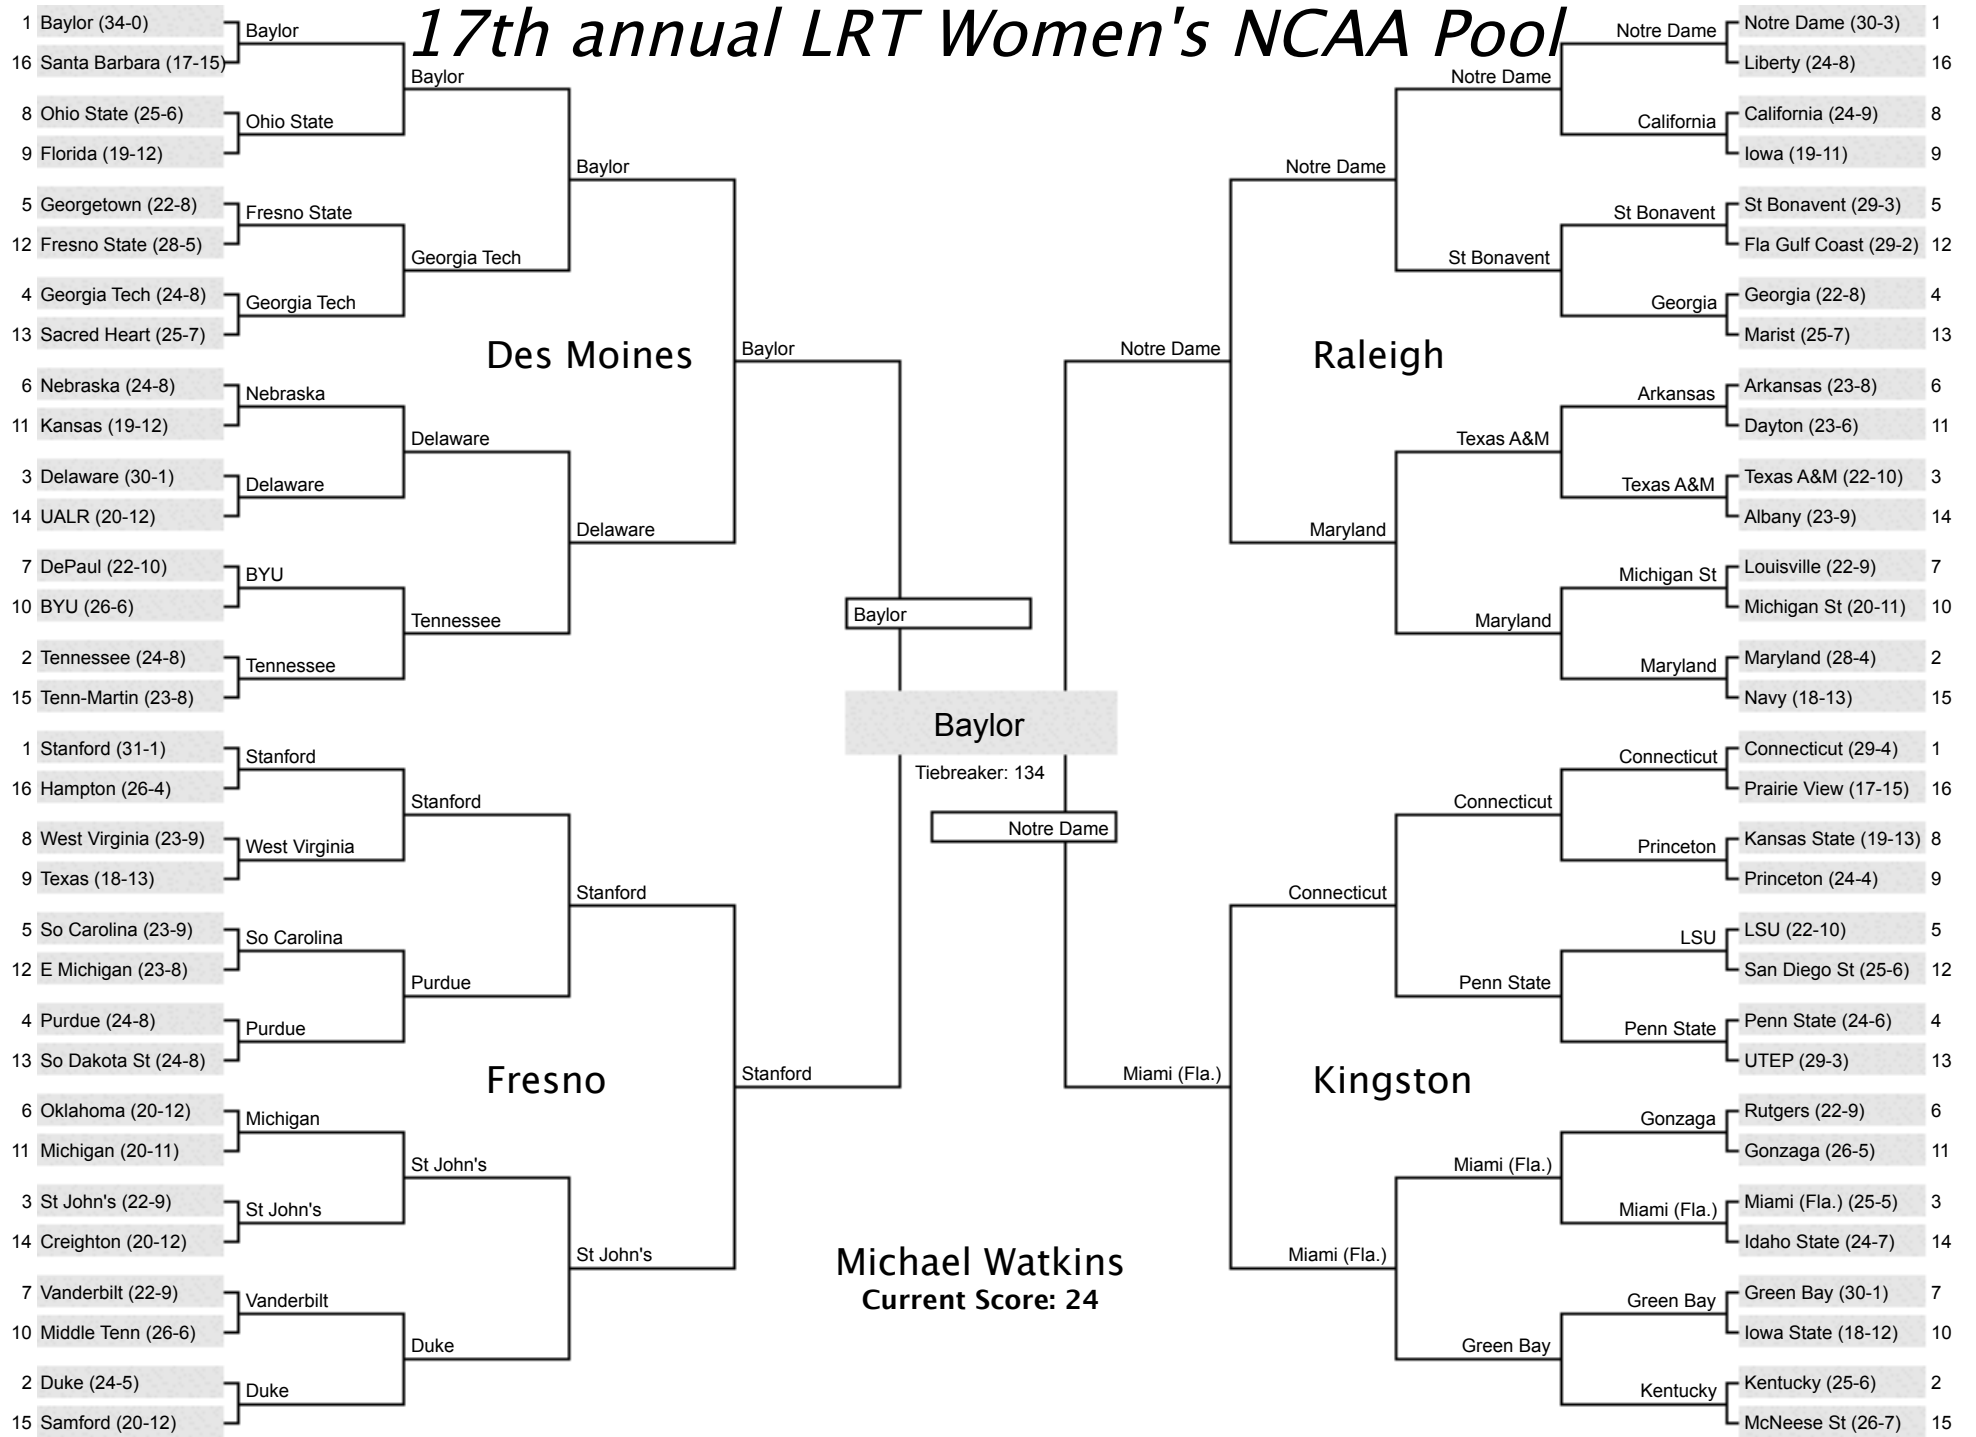 17th annual LRT Women's NCAA Pool
1 Baylor (34-0)
16 Santa Barbara (17-15)
8 Ohio State (25-6)
9 Florida (19-12)
5 Georgetown (22-8)
12 Fresno State (28-5)
4 Georgia Tech (24-8)
13 Sacred Heart (25-7)
6 Nebraska (24-8)
11 Kansas (19-12)
3 Delaware (30-1)
14 UALR (20-12)
7 DePaul (22-10)
10 BYU (26-6)
2 Tennessee (24-8)
15 Tenn-Martin (23-8)
Baylor
Ohio State
Fresno State
Georgia Tech
Nebraska
Delaware
BYU
Tennessee
Baylor
Georgia Tech
Delaware
Tennessee
Baylor
Delaware
Des Moines
Baylor
1 Stanford (31-1)
16 Hampton (26-4)
8 West Virginia (23-9)
9 Texas (18-13)
5 So Carolina (23-9)
12 E Michigan (23-8)
4 Purdue (24-8)
13 So Dakota St (24-8)
6 Oklahoma (20-12)
11 Michigan (20-11)
3 St John's (22-9)
14 Creighton (20-12)
7 Vanderbilt (22-9)
10 Middle Tenn (26-6)
2 Duke (24-5)
15 Samford (20-12)
Stanford
West Virginia
So Carolina
Purdue
Michigan
St John's
Vanderbilt
Duke
Stanford
Purdue
St John's
Duke
Stanford
St John's
Fresno
Stanford
Baylor
Baylor
Tiebreaker: 134
Notre Dame
Michael Watkins
Current Score: 24
Notre Dame (30-3) 1
Liberty (24-8) 16
California (24-9) 8
Iowa (19-11) 9
St Bonavent (29-3) 5
Fla Gulf Coast (29-2) 12
Georgia (22-8) 4
Marist (25-7) 13
Arkansas (23-8) 6
Dayton (23-6) 11
Texas A&M (22-10) 3
Albany (23-9) 14
Louisville (22-9) 7
Michigan St (20-11) 10
Maryland (28-4) 2
Navy (18-13) 15
Notre Dame
California
St Bonavent
Georgia
Arkansas
Texas A&M
Michigan St
Maryland
Notre Dame
St Bonavent
Texas A&M
Maryland
Notre Dame
Maryland
Raleigh
Notre Dame
Connecticut (29-4) 1
Prairie View (17-15) 16
Kansas State (19-13) 8
Princeton (24-4) 9
LSU (22-10) 5
San Diego St (25-6) 12
Penn State (24-6) 4
UTEP (29-3) 13
Rutgers (22-9) 6
Gonzaga (26-5) 11
Miami (Fla.) (25-5) 3
Idaho State (24-7) 14
Green Bay (30-1) 7
Iowa State (18-12) 10
Kentucky (25-6) 2
McNeese St (26-7) 15
Connecticut
Princeton
LSU
Penn State
Gonzaga
Miami (Fla.)
Green Bay
Kentucky
Connecticut
Penn State
Miami (Fla.)
Green Bay
Connecticut
Miami (Fla.)
Kingston
Miami (Fla.)